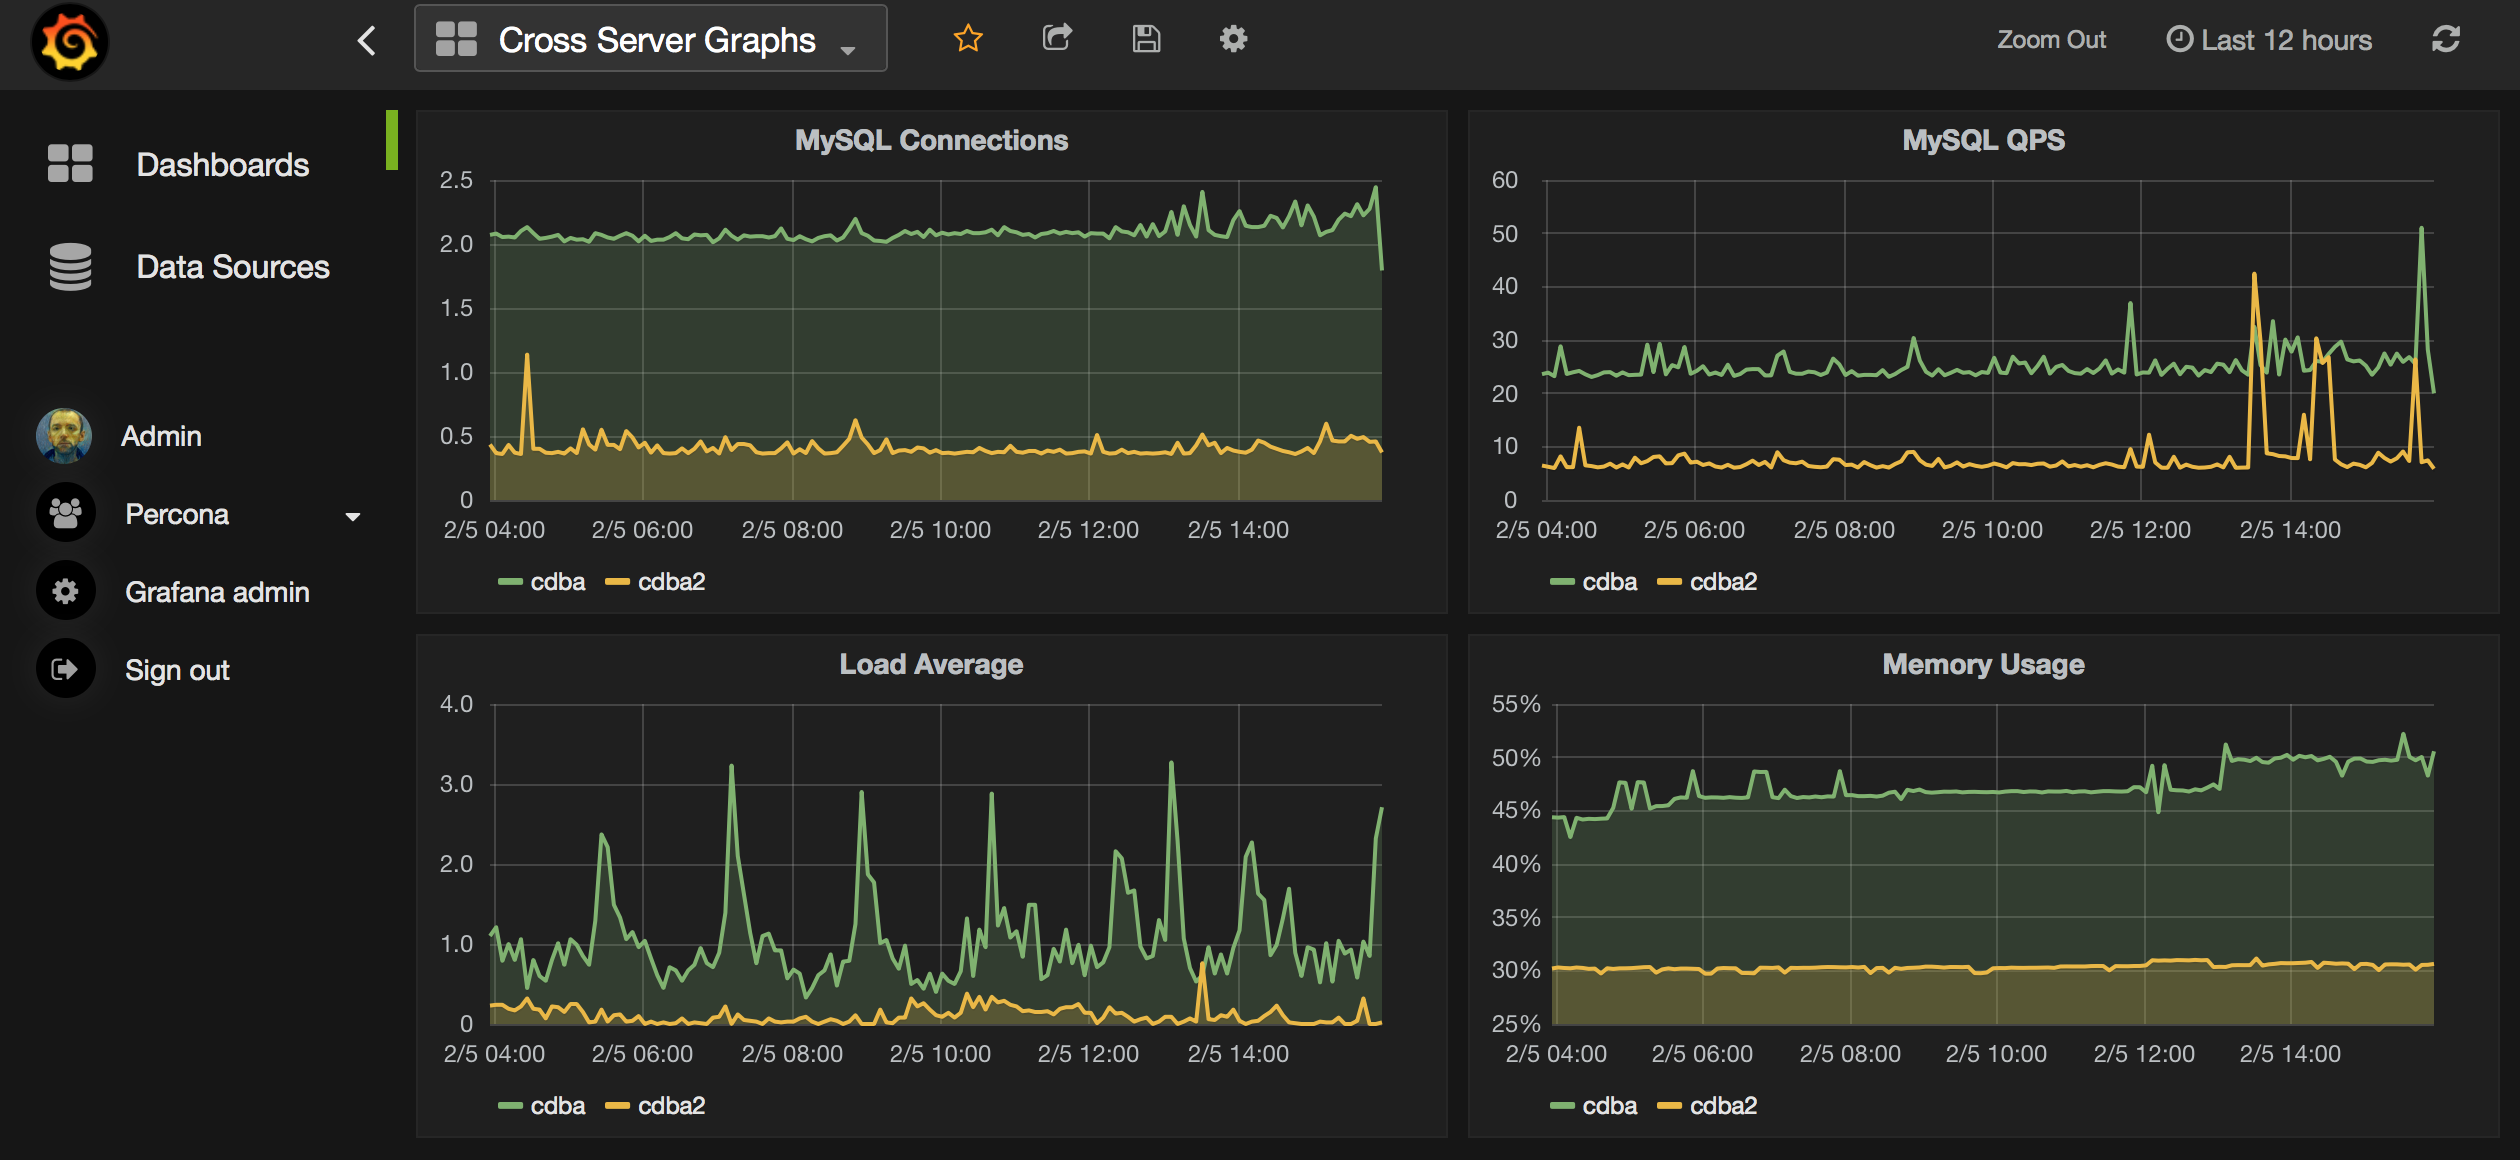 Cross Server Graphs
Zoom Out
Last 12 hours
Dashboards
Data Sources
Admin
Percona
Grafana admin
Sign out
MySQL Connections
2.5
2.0
1.5
1.0
0.5
0
2/5 04:00 2/5 06:00 2/5 08:00 2/5 10:00 2/5 12:00 2/5 14:00
cdba cdba2
MySQL QPS
60
50
40
30
20
10
0
2/5 04:00 2/5 06:00 2/5 08:00 2/5 10:00 2/5 12:00 2/5 14:00
cdba cdba2
Load Average
4.0
3.0
2.0
1.0
0
2/5 04:00 2/5 06:00 2/5 08:00 2/5 10:00 2/5 12:00 2/5 14:00
cdba cdba2
Memory Usage
55%
50%
45%
40%
35%
30%
25%
2/5 04:00 2/5 06:00 2/5 08:00 2/5 10:00 2/5 12:00 2/5 14:00
cdba cdba2